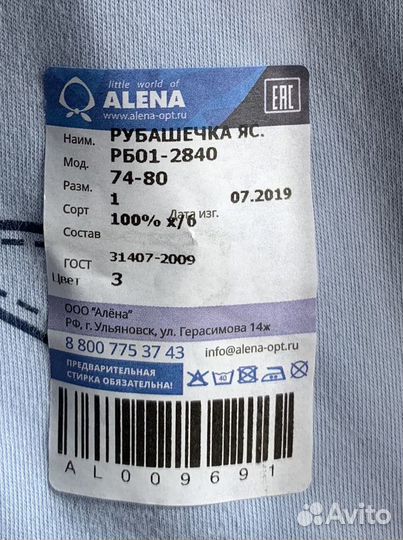 little world of
ALENA
www.alena-opt.ru
ЕАС
Наим. РУБАШЕЧКА ЯС.
Мод. РБ01-2840
Разм. 74-80
Сорт 1 Дата изг. 07.2019
Состав 100% х/б
ГОСТ 31407-2009
Цвет 3
ООО "Алёна"
РФ, г. Ульяновск, ул. Герасимова 14ж
8 800 775 37 43 info@alena-opt.ru
ПРЕДВАРИТЕЛЬНАЯ
СТИРКА ОБЯЗАТЕЛЬНА!
40
AL009691
Avito